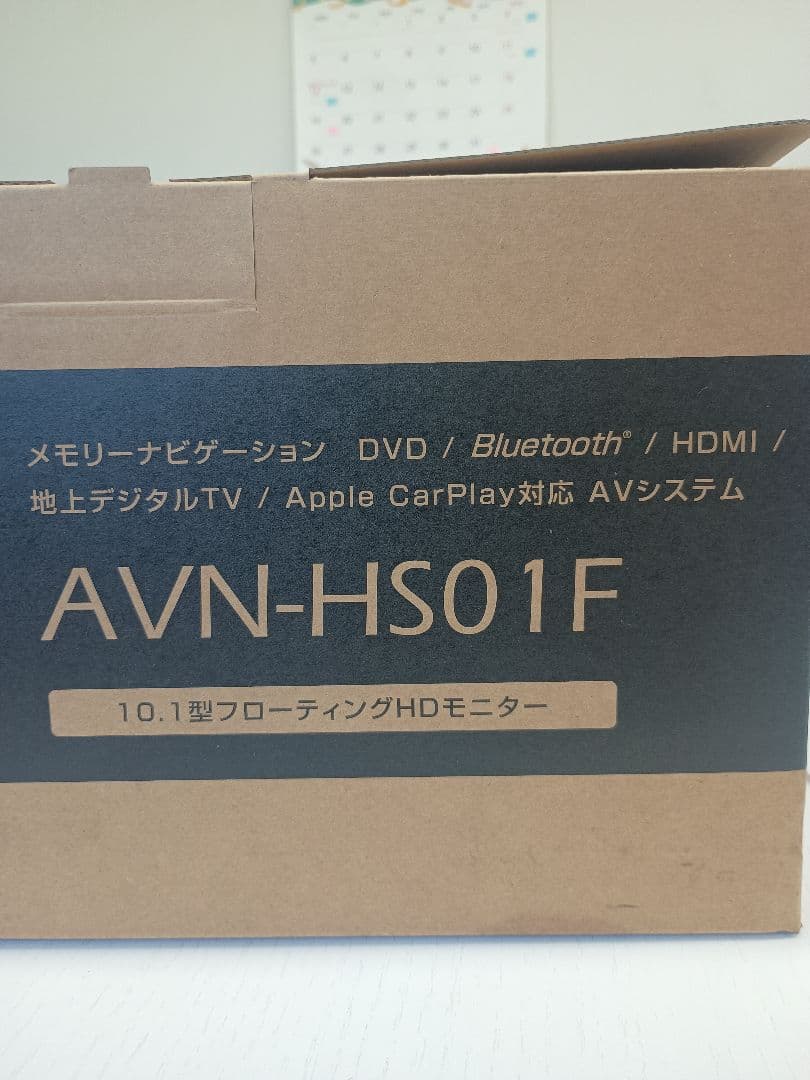 メモリーナビゲーション DVD / Bluetooth® / HDMI /
地上デジタルTV / Apple CarPlay対応 AVシステム
AVN-HS01F
10.1型フローティングHDモニター